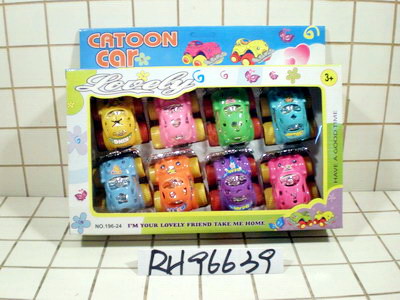 CATOON
car
Lovely
3+
HAVE A GOOD TIME
NO.196-24
I'M YOUR LOVELY FRIEND TAKE ME HOME
RH96639